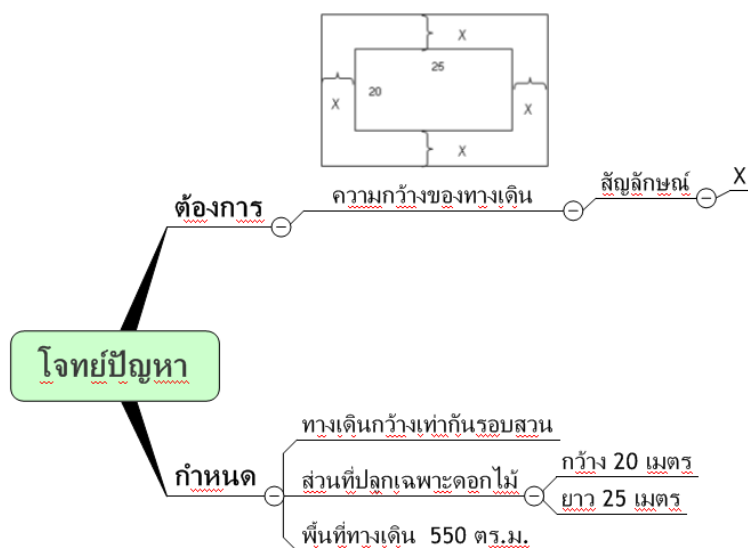 X
25
X
20
X
X
ต้องการ
ความกว้างของทางเดิน
สัญลักษณ์
X
โจทย์ปัญหา
กำหนด
ทางเดินกว้างเท่ากันรอบสวน
ส่วนที่ปลูกเฉพาะดอกไม้
กว้าง 20 เมตร
ยาว 25 เมตร
พื้นที่ทางเดิน 550 ตร.ม.